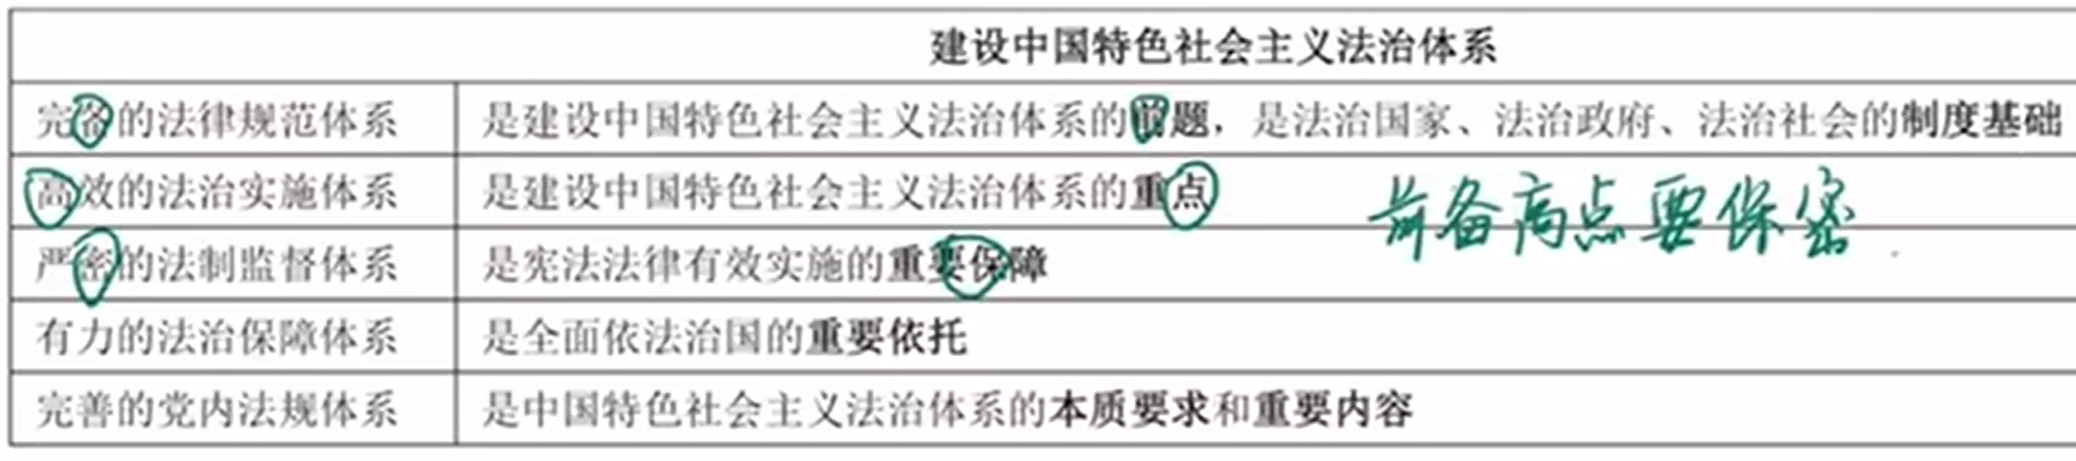 建设中国特色社会主义法治体系
完备的法律规范体系 是建设中国特色社会主义法治体系的前题，是法治国家、法治政府、法治社会的制度基础
高效的法治实施体系 是建设中国特色社会主义法治体系的重点
前备高点要保密
严密的法制监督体系 是宪法法律有效实施的重要保障
有力的法治保障体系 是全面依法治国的重要依托
完善的党内法规体系 是中国特色社会主义法治体系的本质要求和重要内容